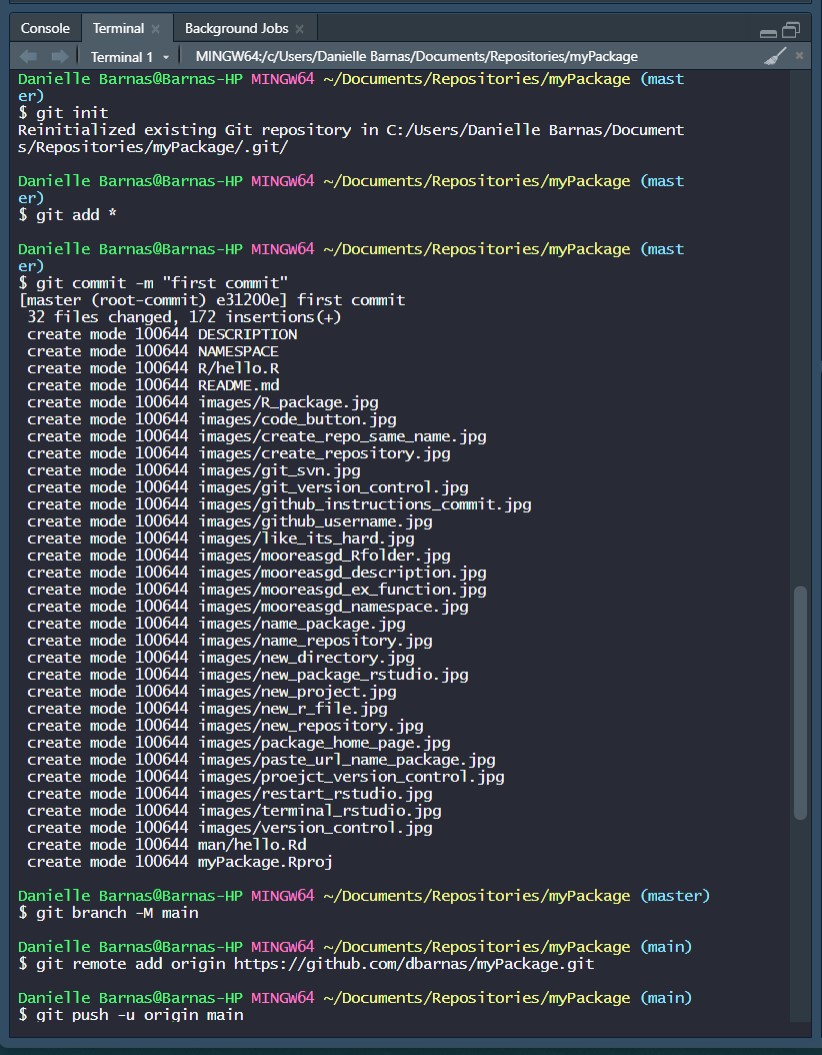 Console Terminal Background Jobs
Terminal 1 MINGW64:/c/Users/Danielle Barnas/Documents/Repositories/myPackage
Danielle Barnas@Barnas-HP MINGW64 ~/Documents/Repositories/myPackage (mast
er)
$ git init
Reinitialized existing Git repository in C:/Users/Danielle Barnas/Document
s/Repositories/myPackage/.git/
Danielle Barnas@Barnas-HP MINGW64 ~/Documents/Repositories/myPackage (mast
er)
$ git add *
Danielle Barnas@Barnas-HP MINGW64 ~/Documents/Repositories/myPackage (mast
er)
$ git commit -m "first commit"
[master (root-commit) e31200e] first commit
32 files changed, 172 insertions(+)
create mode 100644 DESCRIPTION
create mode 100644 NAMESPACE
create mode 100644 R/hello.R
create mode 100644 README.md
create mode 100644 images/R_package.jpg
create mode 100644 images/code_button.jpg
create mode 100644 images/create_repo_same_name.jpg
create mode 100644 images/create_repository.jpg
create mode 100644 images/git_svn.jpg
create mode 100644 images/git_version_control.jpg
create mode 100644 images/github_instructions_commit.jpg
create mode 100644 images/github_username.jpg
create mode 100644 images/like_its_hard.jpg
create mode 100644 images/mooreasgd_Rfolder.jpg
create mode 100644 images/mooreasgd_description.jpg
create mode 100644 images/mooreasgd_ex_function.jpg
create mode 100644 images/mooreasgd_namespace.jpg
create mode 100644 images/name_package.jpg
create mode 100644 images/name_repository.jpg
create mode 100644 images/new_directory.jpg
create mode 100644 images/new_package_rstudio.jpg
create mode 100644 images/new_project.jpg
create mode 100644 images/new_r_file.jpg
create mode 100644 images/new_repository.jpg
create mode 100644 images/package_home_page.jpg
create mode 100644 images/paste_url_name_package.jpg
create mode 100644 images/proejct_version_control.jpg
create mode 100644 images/restart_rstudio.jpg
create mode 100644 images/terminal_rstudio.jpg
create mode 100644 images/version_control.jpg
create mode 100644 man/hello.Rd
create mode 100644 myPackage.Rproj
Danielle Barnas@Barnas-HP MINGW64 ~/Documents/Repositories/myPackage (master)
$ git branch -M main
Danielle Barnas@Barnas-HP MINGW64 ~/Documents/Repositories/myPackage (main)
$ git remote add origin https://github.com/dbarnas/myPackage.git
Danielle Barnas@Barnas-HP MINGW64 ~/Documents/Repositories/myPackage (main)
$ git push -u origin main